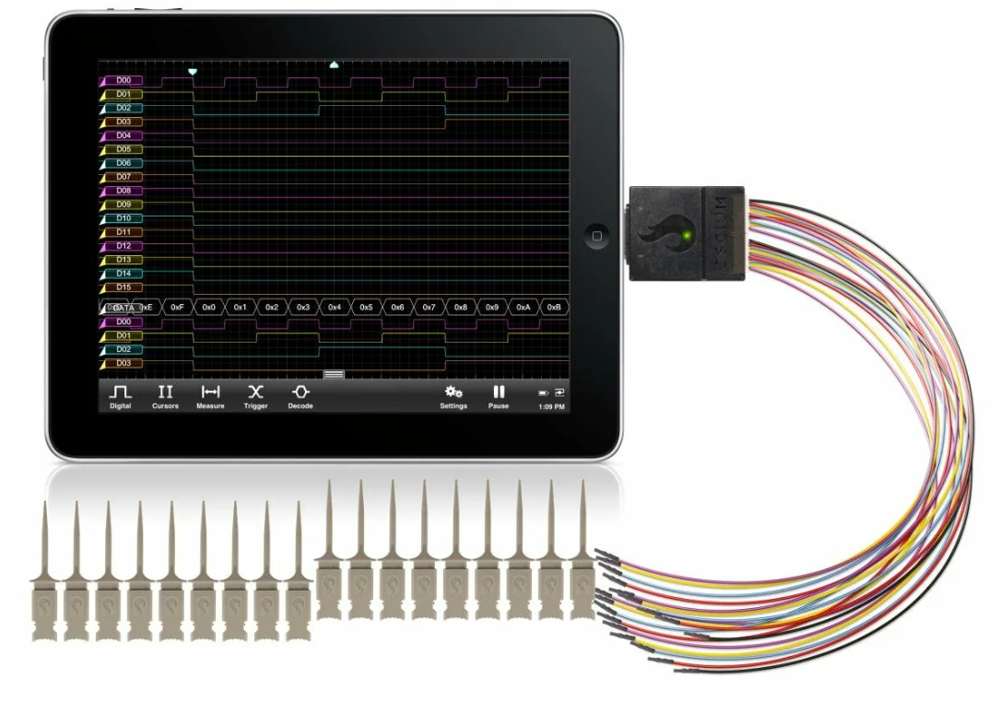 D00
D01
D02
D03
D04
D05
D06
D07
D08
D09
D10
D11
D12
D13
D14
D15
DATA 0xE 0xF 0x0 0x1 0x2 0x3 0x4 0x5 0x6 0x7 0x8 0x9 0xA 0xB
D00
D01
D02
D03
Digital Cursors Measure Trigger Decode Settings Pause 1:09 PM